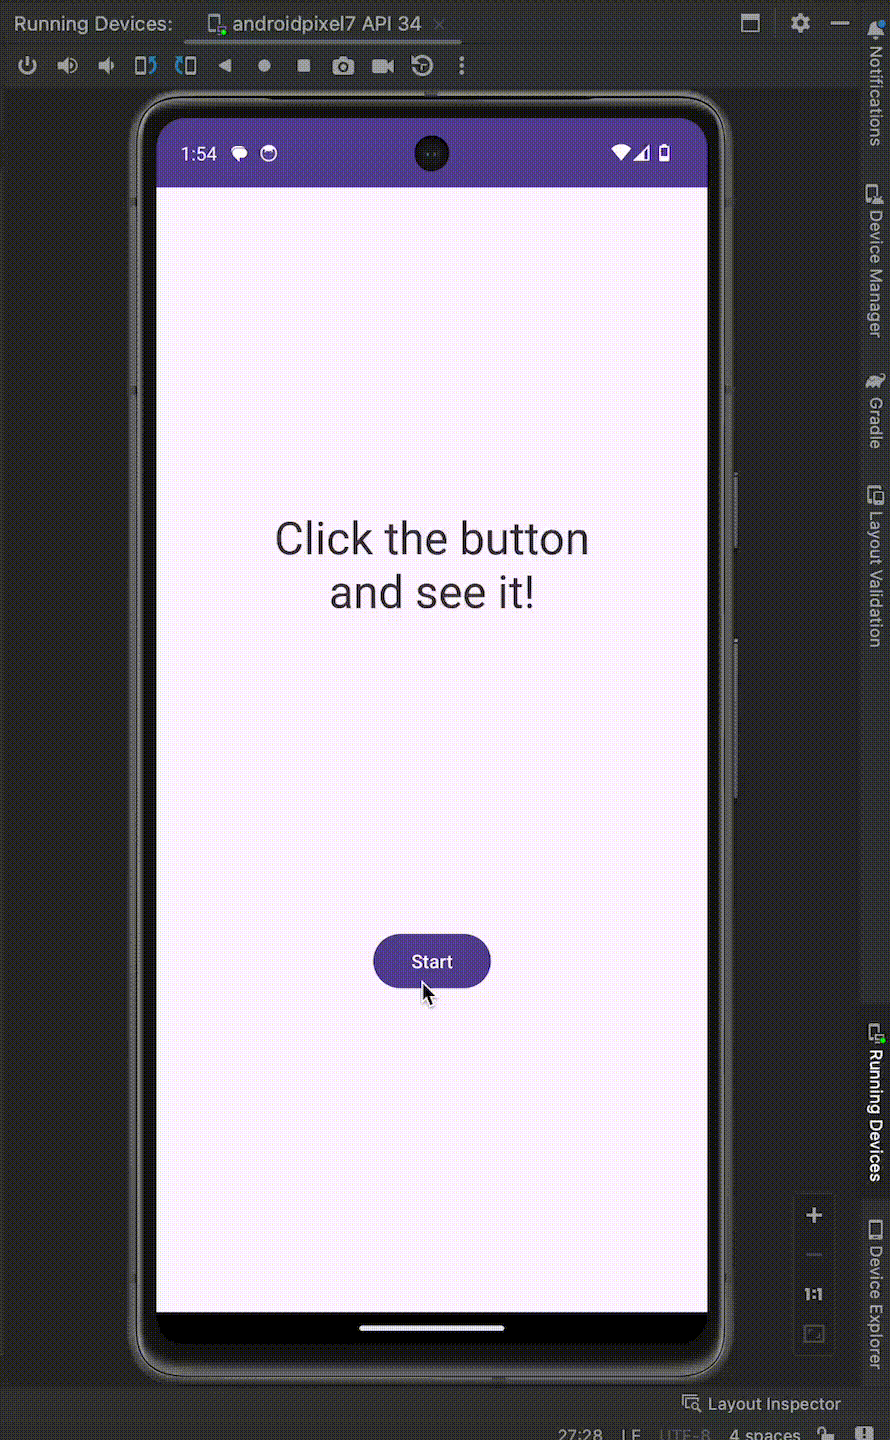 Running Devices: androidpixel7 API 34
1:54
Click the button
and see it!
Start
Notifications
Device Manager
Gradle
Layout Validation
Running Devices
Device Explorer
1:1
Layout Inspector
27:28 LF UTF-8 4 spaces